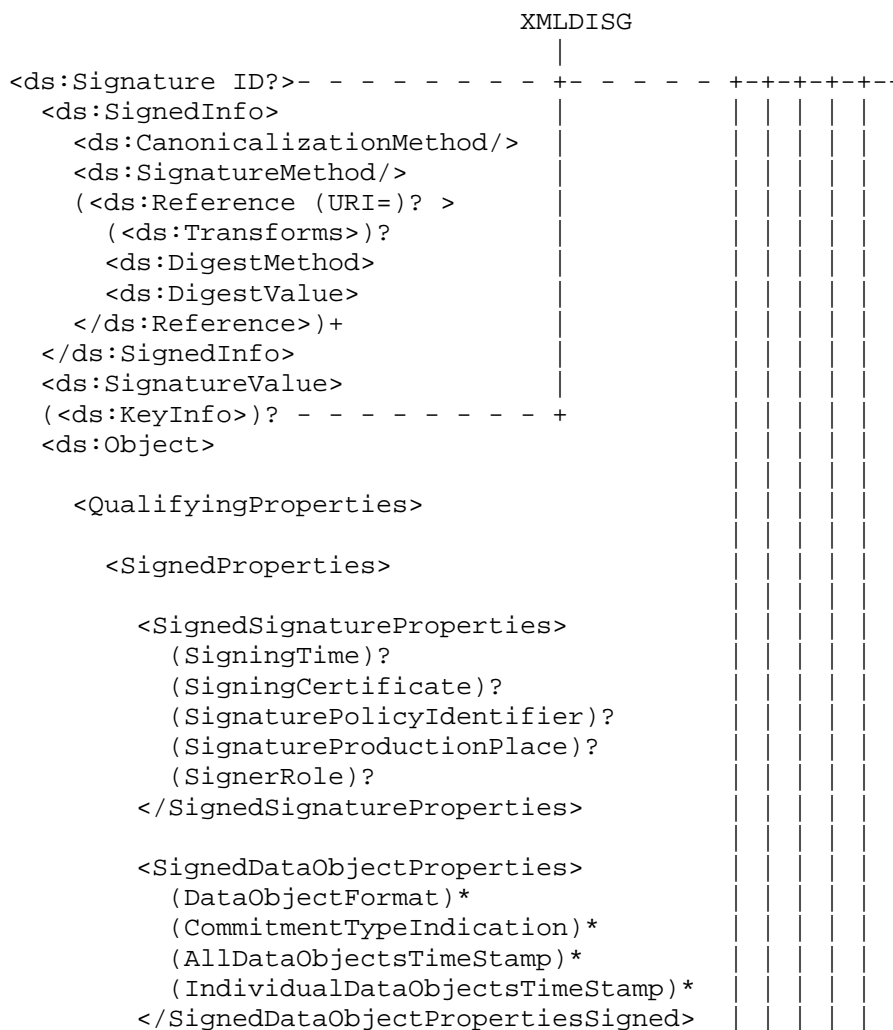 XMLDISG
                                   |
<ds:Signature ID?>- - - - - - - - +- - - - - +-+-+-+-+-
  <ds:SignedInfo>                  |          | | | | |
    <ds:CanonicalizationMethod/>   |          | | | | |
    <ds:SignatureMethod/>          |          | | | | |
    (<ds:Reference (URI=)? >       |          | | | | |
      (<ds:Transforms>)?           |          | | | | |
      <ds:DigestMethod>            |          | | | | |
      <ds:DigestValue>             |          | | | | |
    </ds:Reference>)+              |          | | | | |
  </ds:SignedInfo>                 |          | | | | |
  <ds:SignatureValue>              |          | | | | |
  (<ds:KeyInfo>)? - - - - - - - - +          | | | | |
  <ds:Object>                                 | | | | |
                                              | | | | |
    <QualifyingProperties>                    | | | | |
                                              | | | | |
      <SignedProperties>                      | | | | |
                                              | | | | |
        <SignedSignatureProperties>           | | | | |
          (SigningTime)?                      | | | | |
          (SigningCertificate)?               | | | | |
          (SignaturePolicyIdentifier)?        | | | | |
          (SignatureProductionPlace)?         | | | | |
          (SignerRole)?                       | | | | |
        </SignedSignatureProperties>          | | | | |
                                              | | | | |
        <SignedDataObjectProperties>          | | | | |
          (DataObjectFormat)*                 | | | | |
          (CommitmentTypeIndication)*         | | | | |
          (AllDataObjectsTimeStamp)*          | | | | |
          (IndividualDataObjectsTimeStamp)*   | | | | |
        </SignedDataObjectPropertiesSigned>   | | | | |